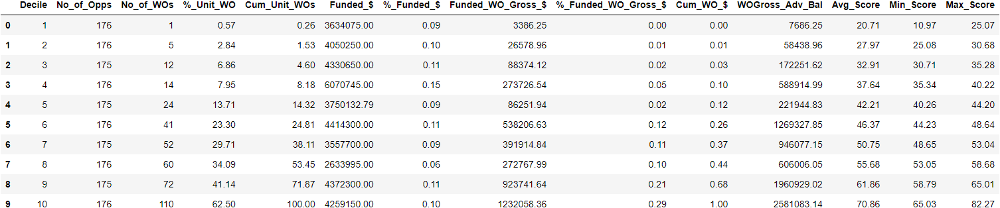 Decile No_of_Opps No_of_WOs %_Unit_WO Cum_Unit_WOs Funded_$ %_Funded_$ Funded_WO_Gross_$ %_Funded_WO_Gross_$ Cum_WO_$ WOGross_Adv_Bal Avg_Score Min_Score Max_Score
0 1 176 1 0.57 0.26 3634075.00 0.09 3386.25 0.00 0.00 7686.25 20.71 10.97 25.07
1 2 176 5 2.84 1.53 4050250.00 0.10 26578.96 0.01 0.01 58438.96 27.97 25.08 30.68
2 3 175 12 6.86 4.60 4330650.00 0.11 88374.12 0.02 0.03 172251.62 32.91 30.71 35.28
3 4 176 14 7.95 8.18 6070745.00 0.15 273726.54 0.05 0.10 588914.99 37.64 35.34 40.22
4 5 175 24 13.71 14.32 3750132.79 0.09 86251.94 0.02 0.12 221944.83 42.21 40.26 44.20
5 6 176 41 23.30 24.81 4414300.00 0.11 538206.63 0.12 0.26 1269327.85 46.37 44.23 48.64
6 7 175 52 29.71 38.11 3557700.00 0.09 391914.84 0.11 0.37 946077.15 50.75 48.65 53.04
7 8 176 60 34.09 53.45 2633995.00 0.06 272767.99 0.10 0.44 606006.05 55.68 53.05 58.68
8 9 175 72 41.14 71.87 4372300.00 0.11 923741.64 0.21 0.68 1960929.02 61.86 58.79 65.01
9 10 176 110 62.50 100.00 4259150.00 0.10 1232058.36 0.29 1.00 2581083.14 70.86 65.03 82.27